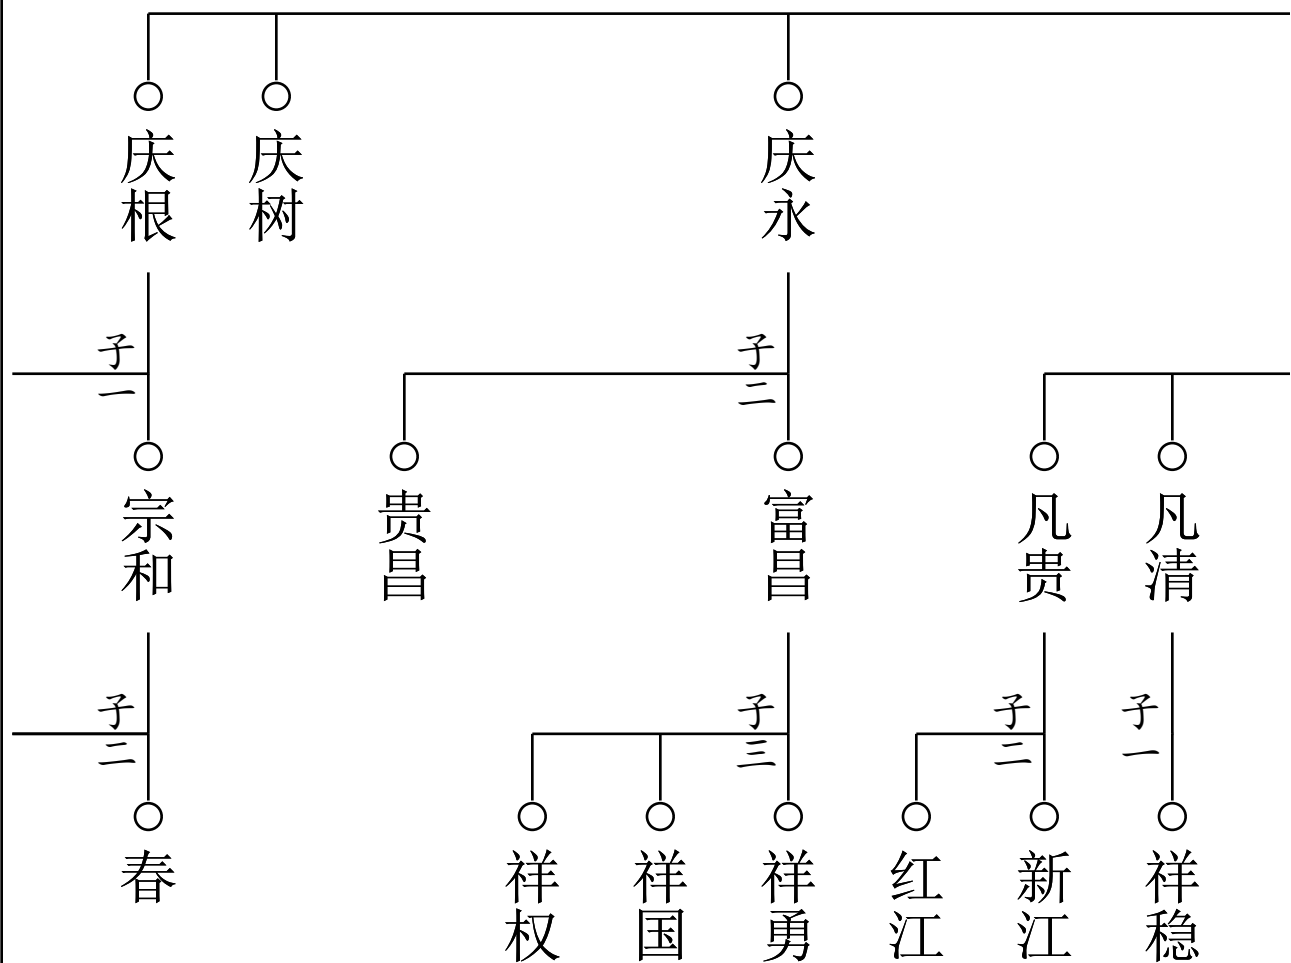 庆根
庆树
庆永
子一
子二
宗和
贵昌
富昌
凡贵
凡清
子二
子三
子二
子一
春
祥权
祥国
祥勇
红江
新江
祥稳